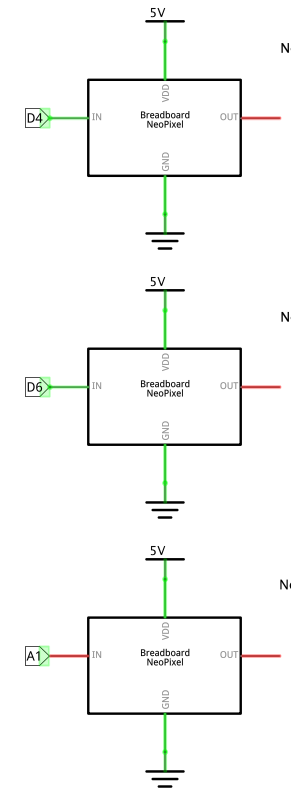 5V
VDD
D4
IN
Breadboard
NeoPixel
OUT
GND
5V
VDD
D6
IN
Breadboard
NeoPixel
OUT
GND
5V
VDD
A1
IN
Breadboard
NeoPixel
OUT
GND